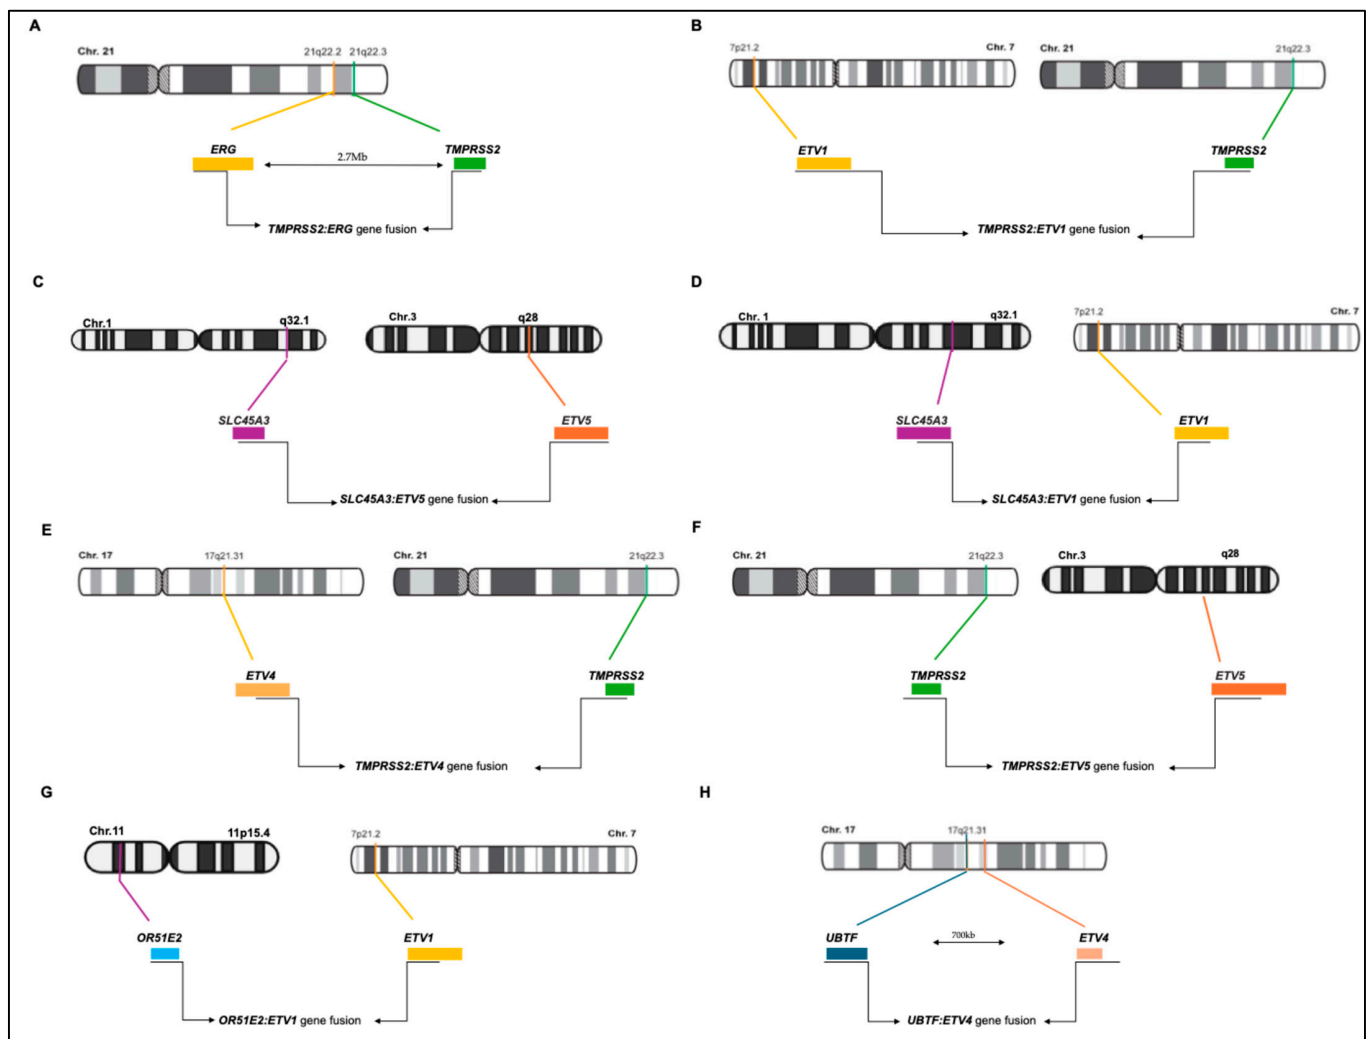 A
Chr. 21
21q22.2 21q22.3
ERG
2.7Mb
TMPRSS2
TMPRSS2:ERG gene fusion
B
7p21.2
Chr. 7
Chr. 21
21q22.3
ETV1
TMPRSS2
TMPRSS2:ETV1 gene fusion
C
Chr.1
q32.1
Chr.3
q28
SLC45A3
ETV5
SLC45A3:ETV5 gene fusion
D
Chr. 1
q32.1
7p21.2
Chr. 7
SLC45A3
ETV1
SLC45A3:ETV1 gene fusion
E
Chr. 17
17q21.31
Chr. 21
21q22.3
ETV4
TMPRSS2
TMPRSS2:ETV4 gene fusion
F
Chr. 21
21q22.3
Chr.3
q28
TMPRSS2
ETV5
TMPRSS2:ETV5 gene fusion
G
Chr.11
11p15.4
7p21.2
Chr. 7
OR51E2
ETV1
OR51E2:ETV1 gene fusion
H
Chr. 17
17q21.31
UBTF
700kb
ETV4
UBTF:ETV4 gene fusion